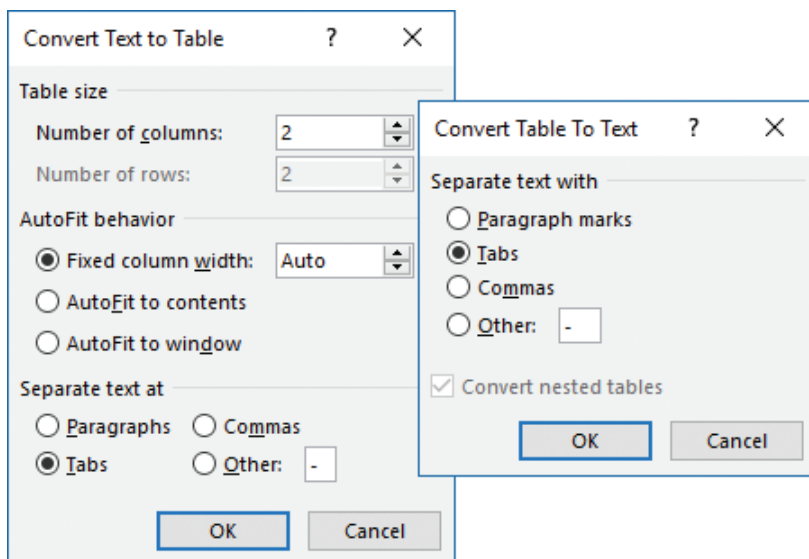 Convert Text to Table ?
Table size
Number of columns: 2
Number of rows: 2
AutoFit behavior
Fixed column width: Auto
AutoFit to contents
AutoFit to window
Separate text at
Paragraphs Commas
Tabs Other: -
OK Cancel
Convert Table To Text ?
Separate text with
Paragraph marks
Tabs
Commas
Other: -
Convert nested tables
OK Cancel